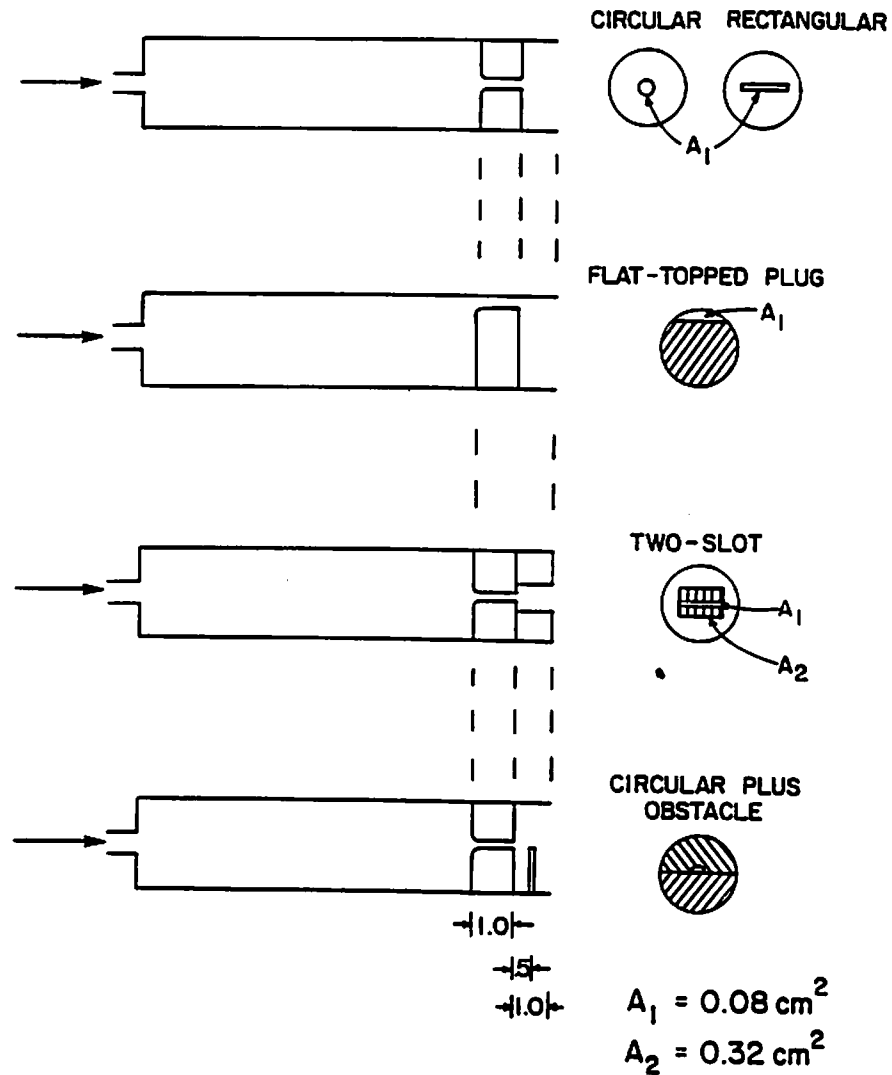 CIRCULAR RECTANGULAR
A1
FLAT-TOPPED PLUG
A1
TWO-SLOT
A1
A2
CIRCULAR PLUS
OBSTACLE
1.0
.5
1.0
A1 = 0.08 cm²
A2 = 0.32 cm²